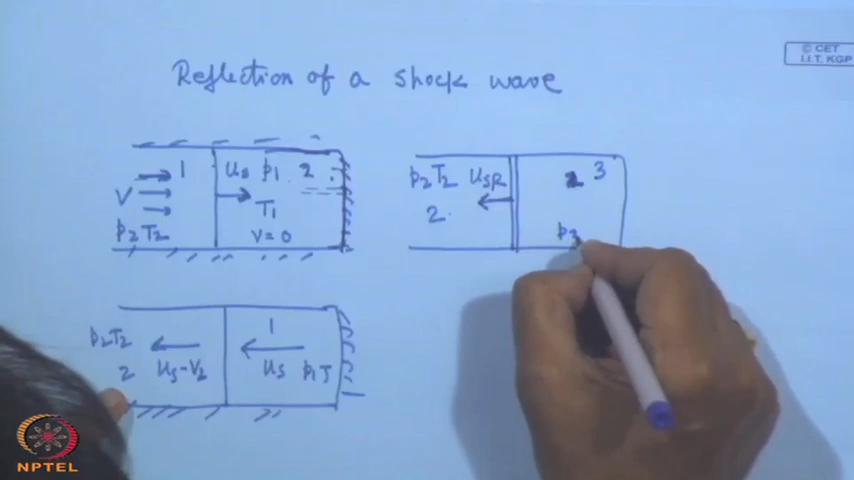 Reflection of a shock wave
© CET
I.I.T. KGP
1 us p1 2
V
T1
p2 T2 V=0
p2 T2 uSR 3
2
p3
p2 T2 1
2 us-V2 us p1 T
NPTEL